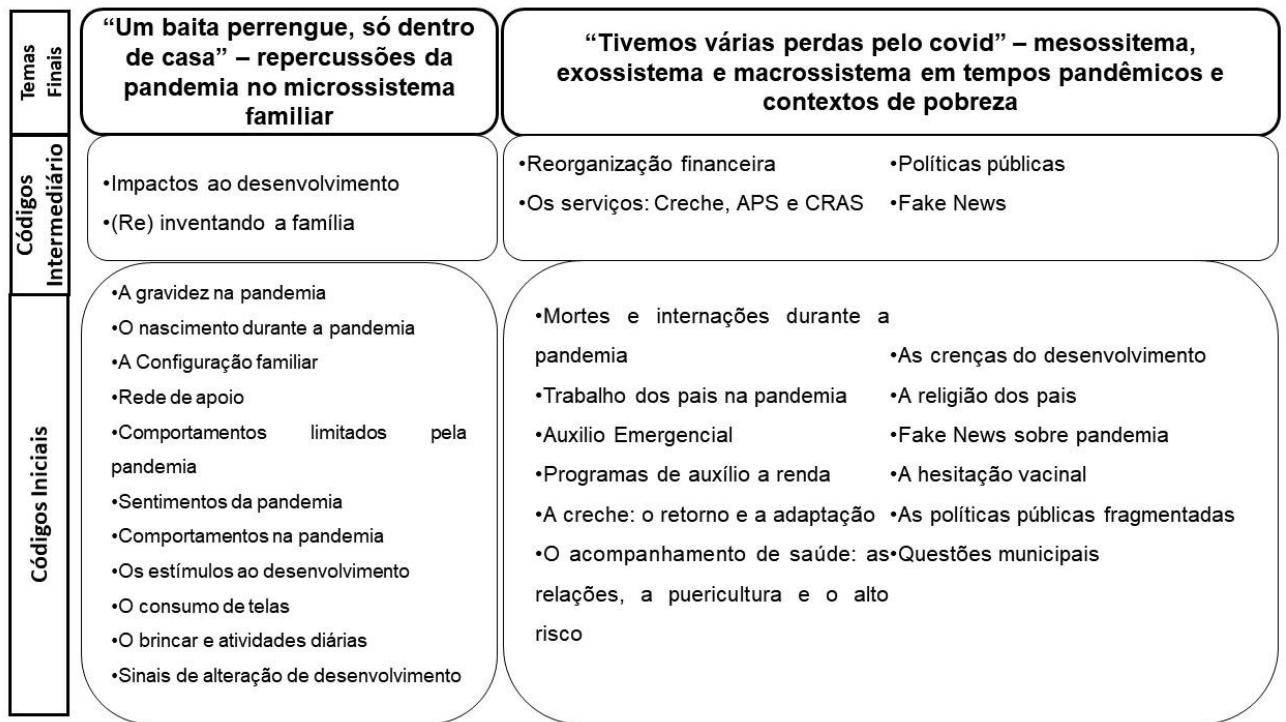 Temas
Finais
“Um baita perrengue, só dentro
de casa” – repercussões da
pandemia no microssistema
familiar
“Tivemos várias perdas pelo covid” – mesossitema,
exossistema e macrossistema em tempos pandêmicos e
contextos de pobreza
Códigos
Intermediário
•Impactos ao desenvolvimento
•(Re) inventando a família
•Reorganização financeira
•Os serviços: Creche, APS e CRAS
•Políticas públicas
•Fake News
Códigos Iniciais
•A gravidez na pandemia
•O nascimento durante a pandemia
•A Configuração familiar
•Rede de apoio
•Comportamentos limitados pela
pandemia
•Sentimentos da pandemia
•Comportamentos na pandemia
•Os estímulos ao desenvolvimento
•O consumo de telas
•O brincar e atividades diárias
•Sinais de alteração de desenvolvimento
•Mortes e internações durante a
pandemia
•Trabalho dos pais na pandemia
•Auxilio Emergencial
•Programas de auxílio a renda
•A creche: o retorno e a adaptação
•O acompanhamento de saúde: as
relações, a puericultura e o alto
risco
•As crenças do desenvolvimento
•A religião dos pais
•Fake News sobre pandemia
•A hesitação vacinal
•As políticas públicas fragmentadas
•Questões municipais